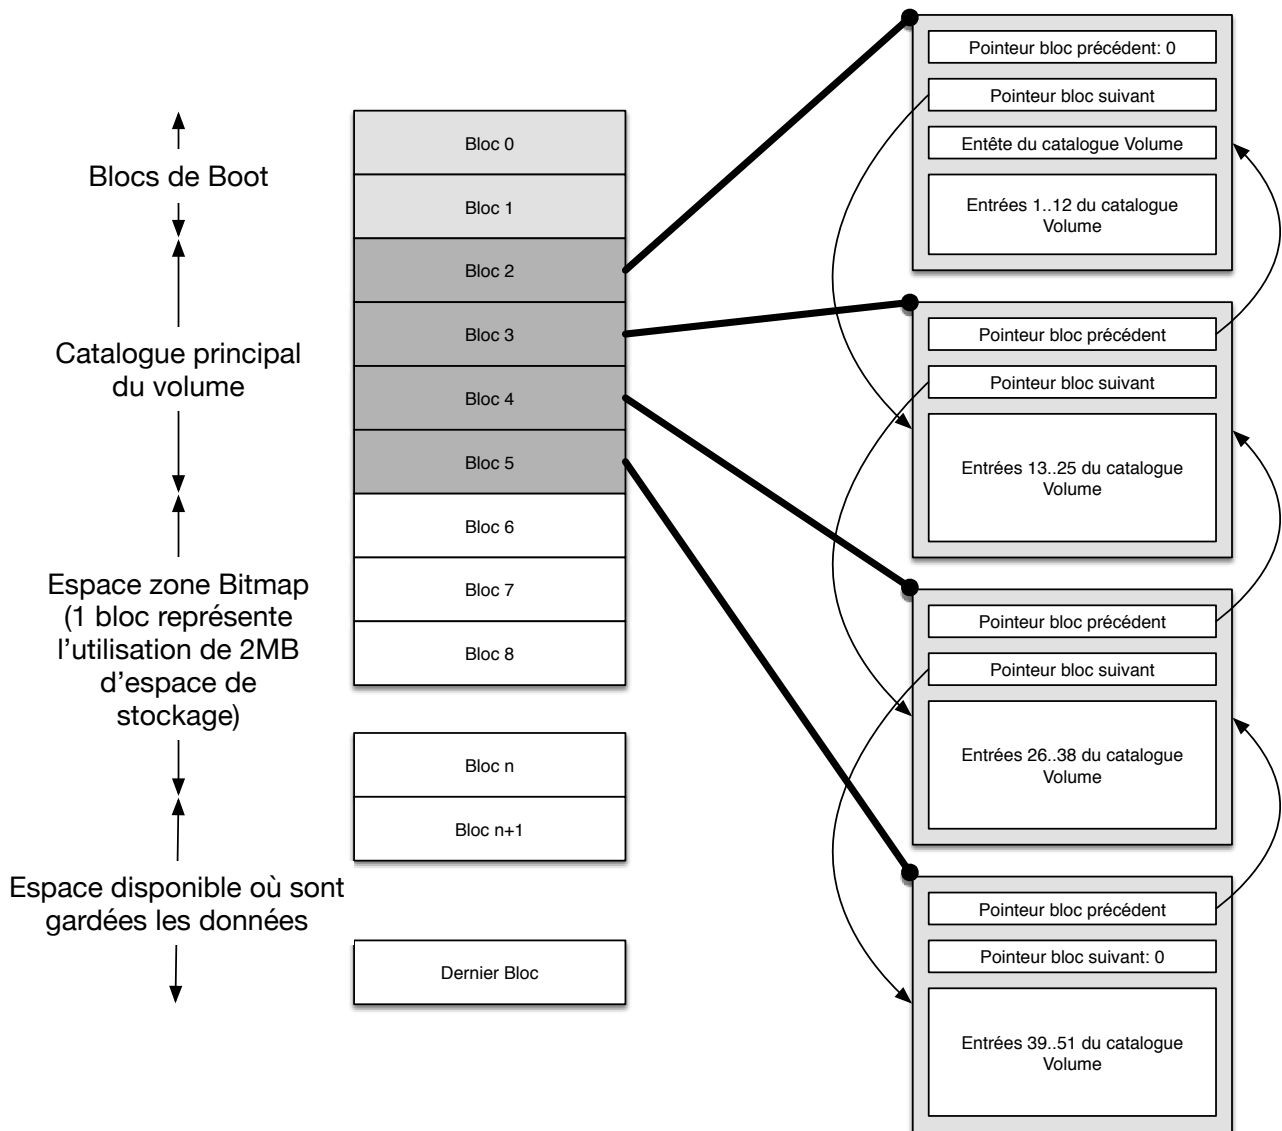 Blocs de Boot
Catalogue principal
du volume
Espace zone Bitmap
(1 bloc représente
l'utilisation de 2MB
d'espace de
stockage)
Espace disponible où sont
gardées les données
Bloc 0
Bloc 1
Bloc 2
Bloc 3
Bloc 4
Bloc 5
Bloc 6
Bloc 7
Bloc 8
Bloc n
Bloc n+1
Dernier Bloc
Pointeur bloc précédent: 0
Pointeur bloc suivant
Entête du catalogue Volume
Entrées 1..12 du catalogue
Volume
Pointeur bloc précédent
Pointeur bloc suivant
Entrées 13..25 du catalogue
Volume
Pointeur bloc précédent
Pointeur bloc suivant
Entrées 26..38 du catalogue
Volume
Pointeur bloc précédent
Pointeur bloc suivant: 0
Entrées 39..51 du catalogue
Volume